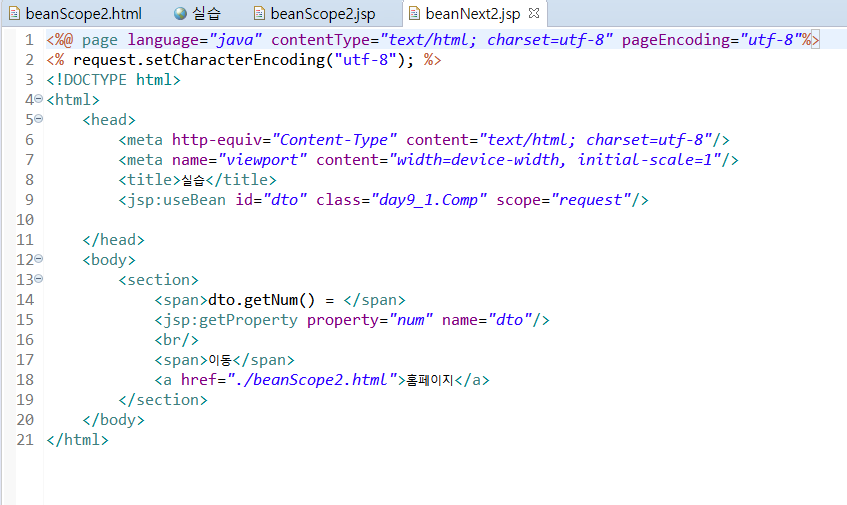 beanScope2.html 실습 beanScope2.jsp beanNext2.jsp
1 <%@ page language="java" contentType="text/html; charset=utf-8" pageEncoding="utf-8"%>
2 <% request.setCharacterEncoding("utf-8"); %>
3 <!DOCTYPE html>
4 <html>
5 <head>
6 <meta http-equiv="Content-Type" content="text/html; charset=utf-8"/>
7 <meta name="viewport" content="width=device-width, initial-scale=1"/>
8 <title>실습</title>
9 <jsp:useBean id="dto" class="day9_1.Comp" scope="request"/>
10
11 </head>
12 <body>
13 <section>
14 <span>dto.getNum() = </span>
15 <jsp:getProperty property="num" name="dto"/>
16 <br/>
17 <span>이동</span>
18 <a href="./beanScope2.html">홈페이지</a>
19 </section>
20 </body>
21 </html>